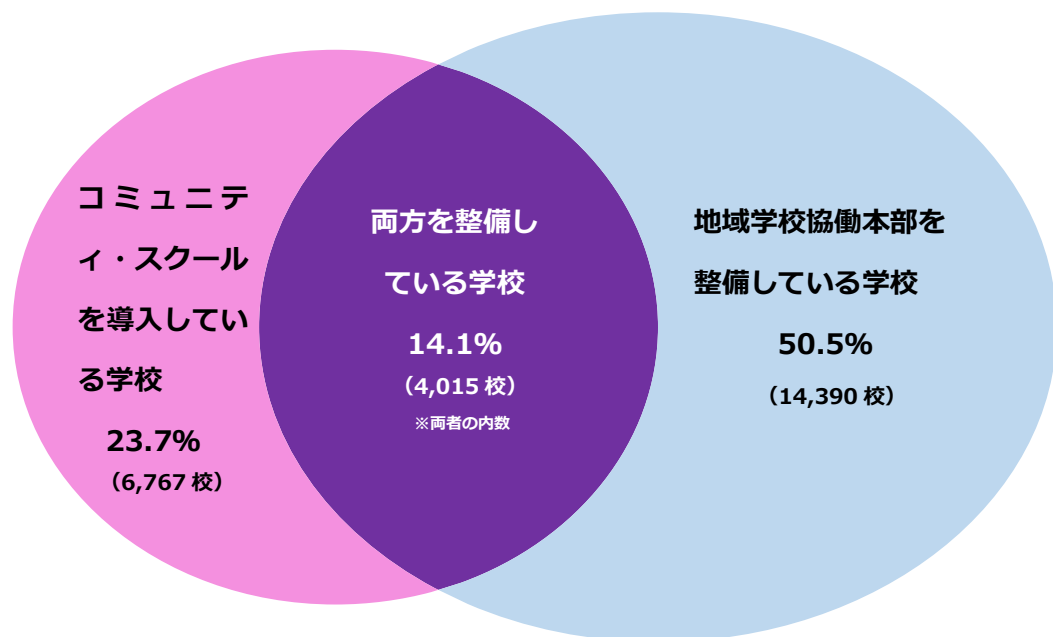 コミュニテ
ィ・スクール
を導入してい
る学校
23.7%
（6,767 校）
両方を整備し
ている学校
14.1%
（4,015 校）
※両者の内数
地域学校協働本部を
整備している学校
50.5%
（14,390 校）